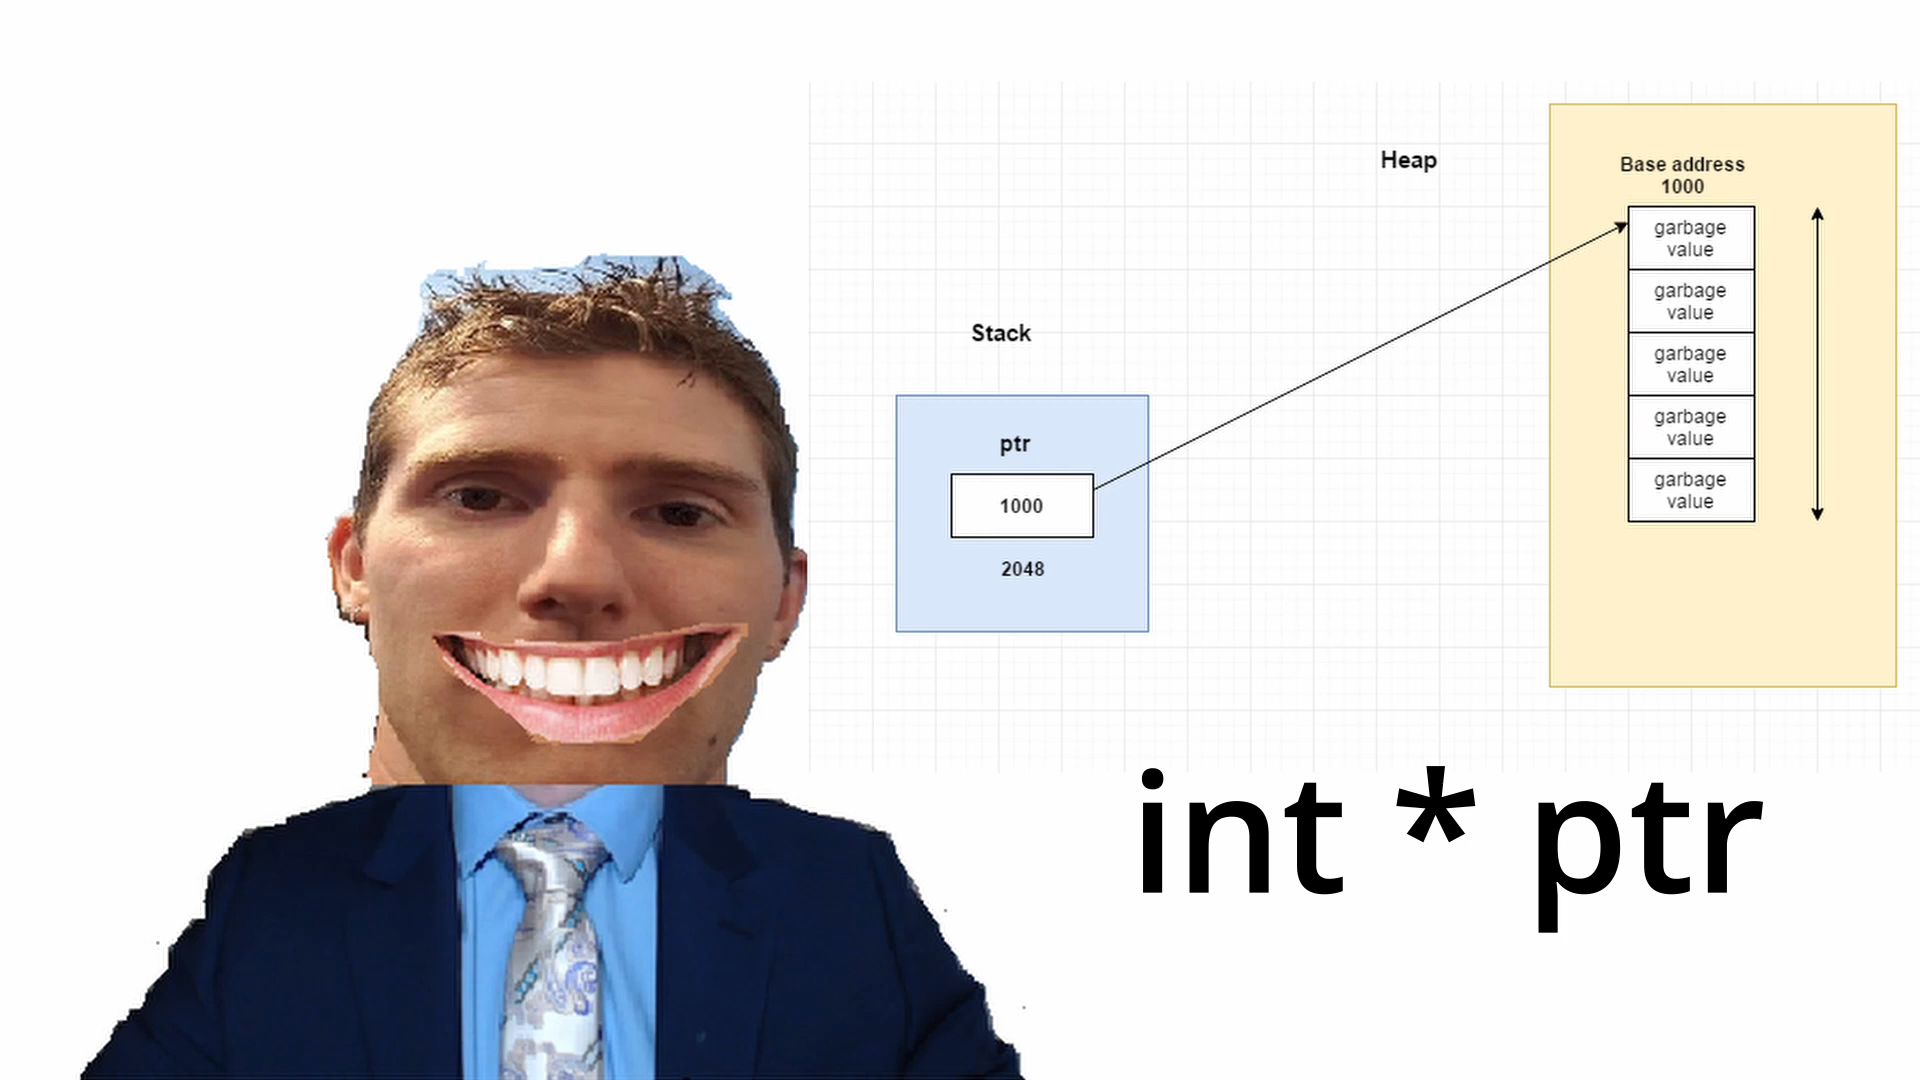 Heap
Base address
1000
garbage
value
garbage
value
garbage
value
garbage
value
garbage
value
Stack
ptr
1000
2048
int * ptr